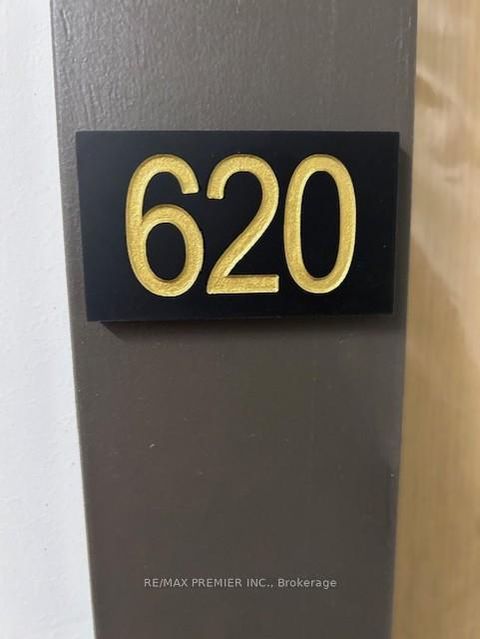 620
RE/MAX PREMIER INC., Brokerage